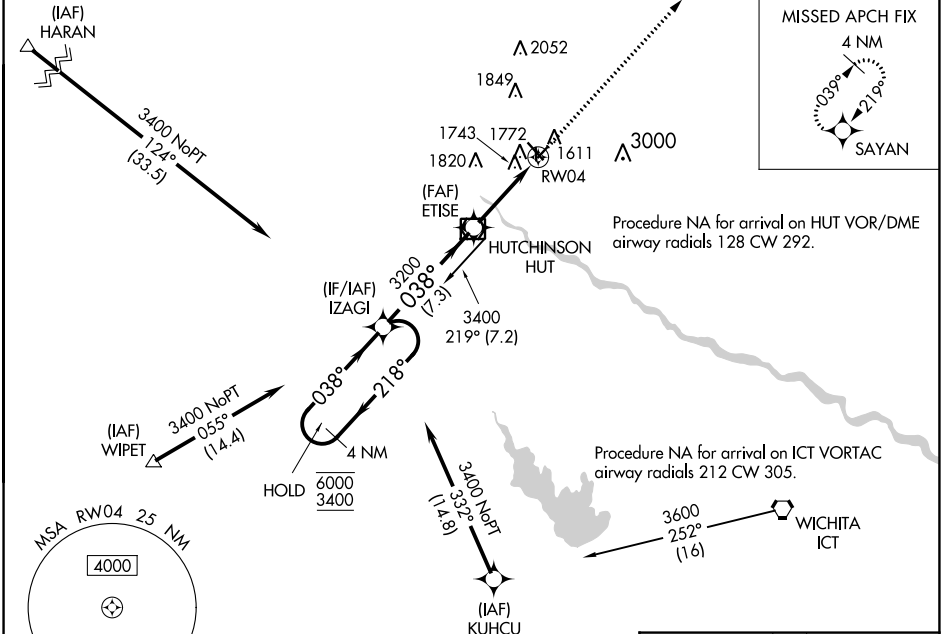 (IAF)
HARAN
3400 NoPT
124°
(33.5)
2052
1849
1743
1772
1820
1611
3000
RW04
MISSED APCH FIX
4 NM
039°
219°
SAYAN
(FAF)
ETISE
HUTCHINSON
HUT
Procedure NA for arrival on HUT VOR/DME
airway radials 128 CW 292.
3200
038°
(7.3)
(IF/IAF)
IZAGI
3400
219° (7.2)
038°
218°
4 NM
HOLD
6000
3400
3400 NoPT
055°
(14.4)
(IAF)
WIPET
3400 NoPT
332°
(14.8)
Procedure NA for arrival on ICT VORTAC
airway radials 212 CW 305.
3600
252°
(16)
WICHITA
ICT
MSA RW04 25 NM
4000
(IAF)
KUHCU